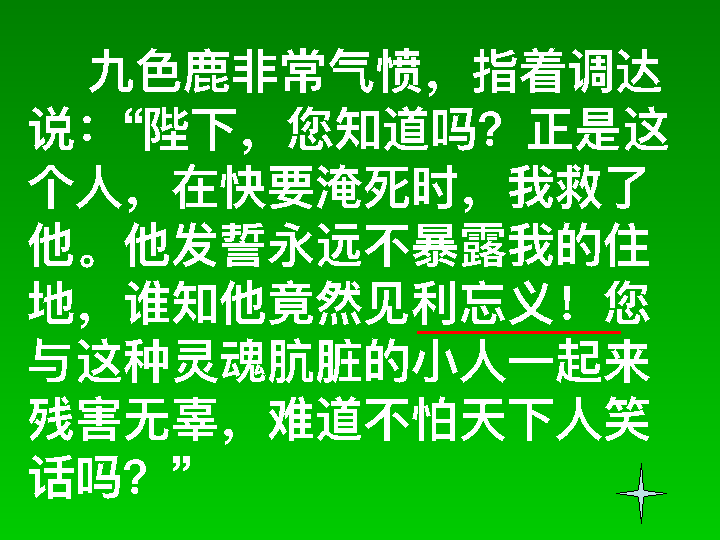 九色鹿非常气愤，指着调达
说：“陛下，您知道吗？正是这
个人，在快要淹死时，我救了
他。他发誓永远不暴露我的住
地，谁知他竟然见利忘义！您
与这种灵魂肮脏的小人一起来
残害无辜，难道不怕天下人笑
话吗？”